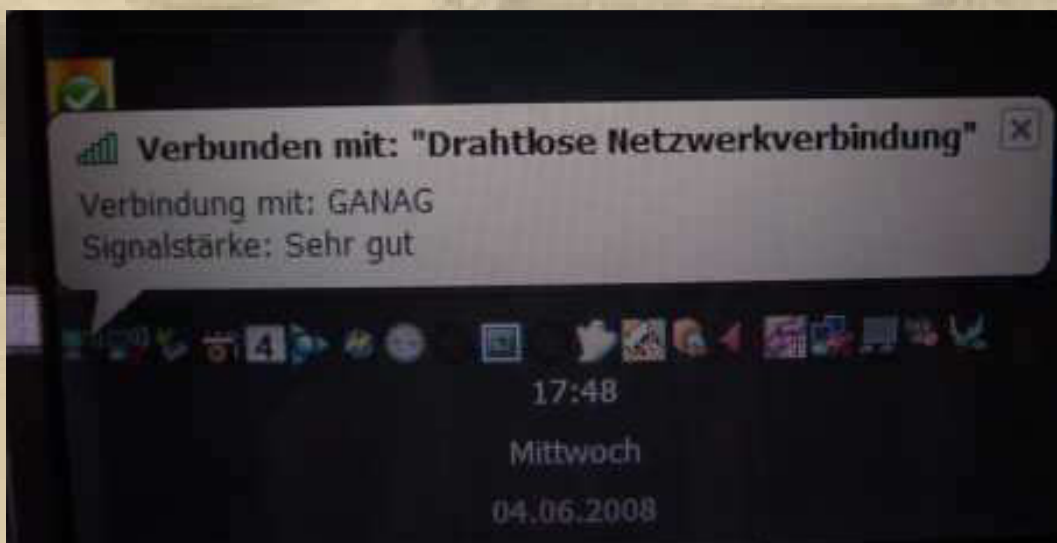 Verbunden mit: "Drahtlose Netzwerkverbindung"
Verbindung mit: GANAG
Signalstärke: Sehr gut
4
17:48
Mittwoch
04.06.2008